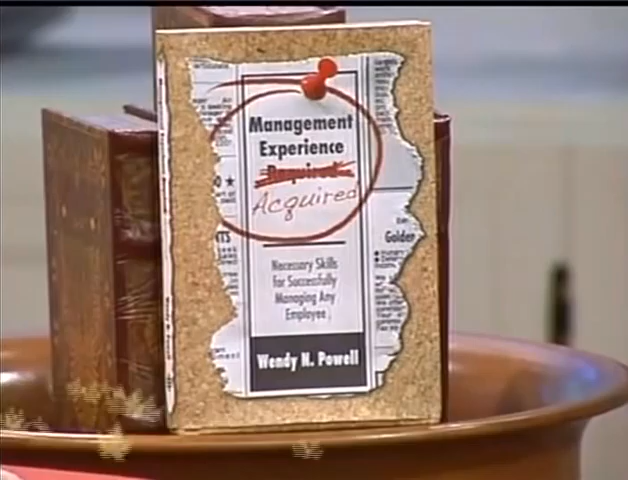 Management
Experience
Required
Acquired
Necessary Skills
for Successfully
Managing Any
Employee
Wendy N. Powell
Golden